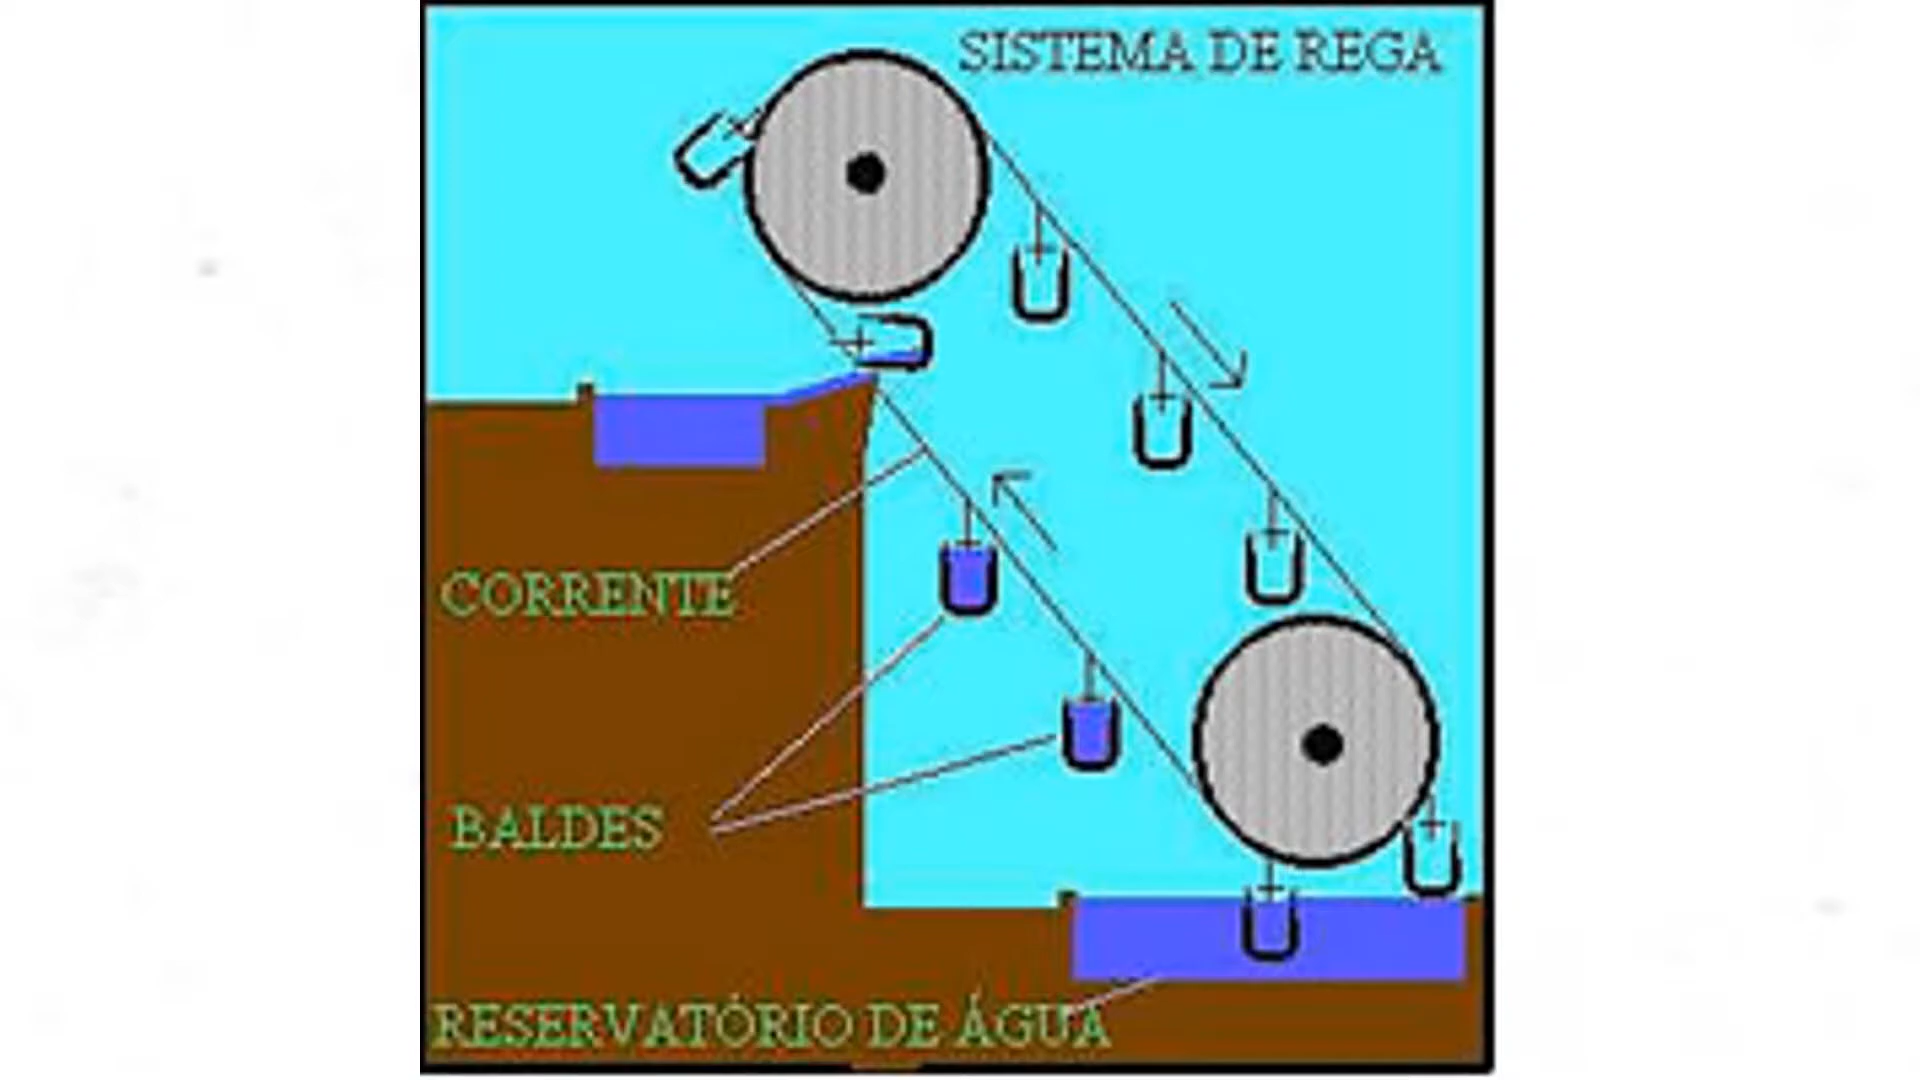 SISTEMA DE REGA
CORRENTE
BALDES
RESERVATÓRIO DE ÁGUA